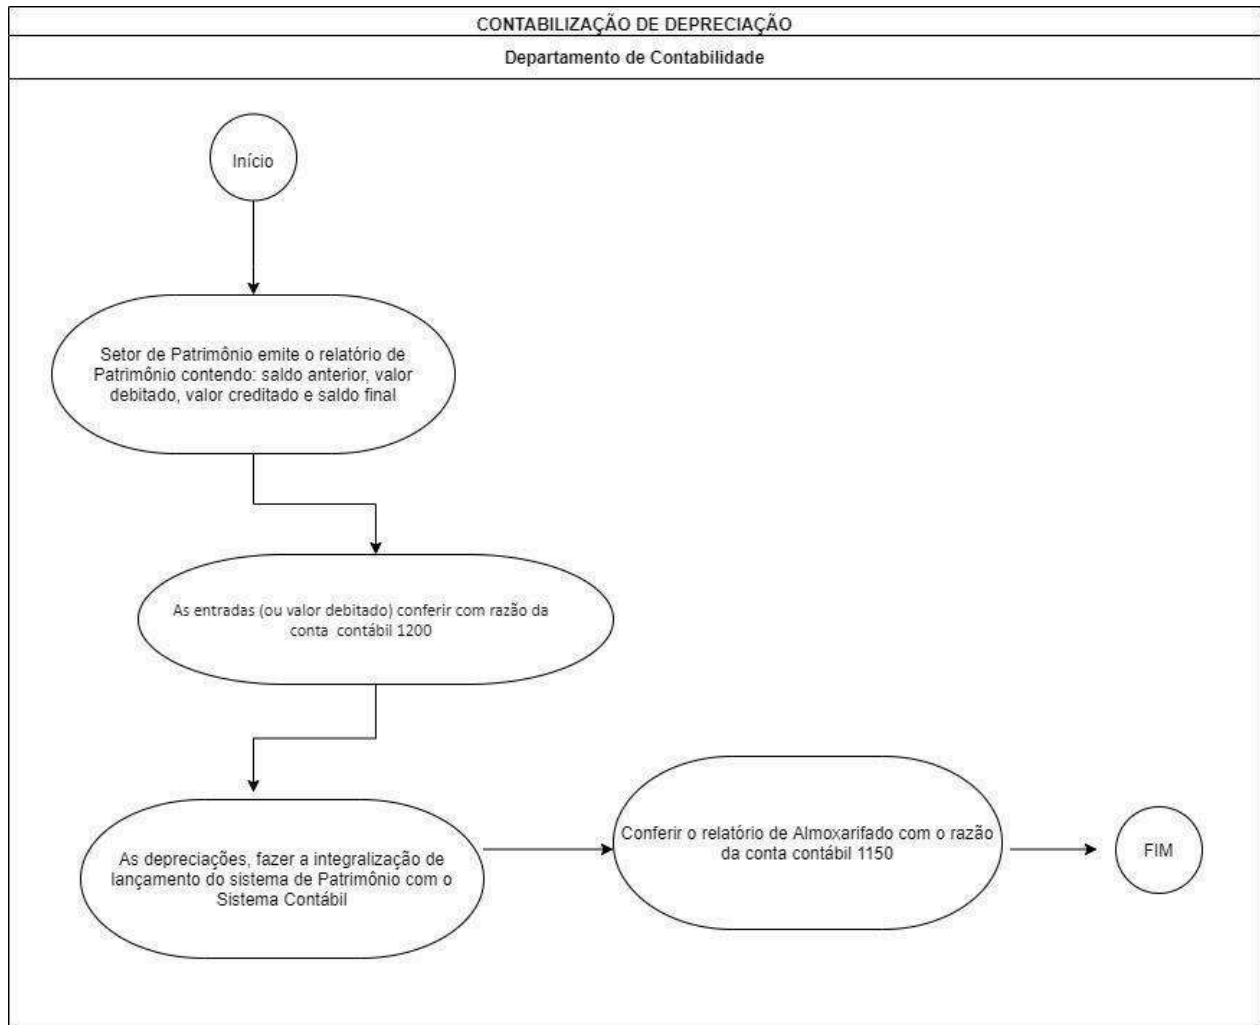 CONTABILIZAÇÃO DE DEPRECIAÇÃO
Departamento de Contabilidade
Início
Setor de Patrimônio emite o relatório de
Patrimônio contendo: saldo anterior, valor
debitado, valor creditado e saldo final
As entradas (ou valor debitado) conferir com razão da
conta contábil 1200
As depreciações, fazer a integralização de
lançamento do sistema de Patrimônio com o
Sistema Contábil
Conferir o relatório de Almoxarifado com o razão
da conta contábil 1150
FIM